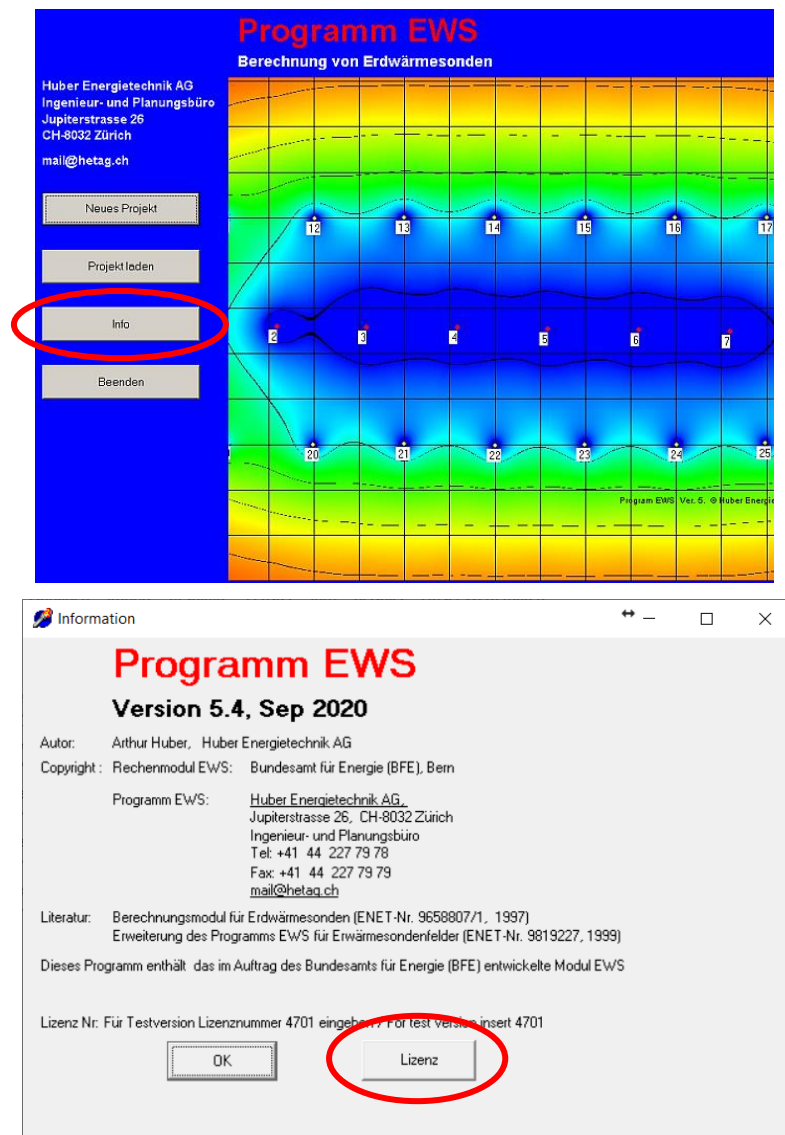 Programm EWS
Berechnung von Erdwärmesonden
Huber Energietechnik AG
Ingenieur- und Planungsbüro
Jupiterstrasse 26
CH-8032 Zürich
mail@hetag.ch
Neues Projekt
Projekt laden
Info
Beenden
12 13 14 15 16 17
2 3 4 5 6 7
20 21 22 23 24 25
Program EWS Ver. 5. © Huber Energie
Information
Programm EWS
Version 5.4, Sep 2020
Autor: Arthur Huber, Huber Energietechnik AG
Copyright : Rechenmodul EWS: Bundesamt für Energie (BFE), Bern
Programm EWS: Huber Energietechnik AG,
Jupiterstrasse 26, CH-8032 Zürich
Ingenieur- und Planungsbüro
Tel: +41 44 227 79 78
Fax: +41 44 227 79 79
mail@hetag.ch
Literatur: Berechnungsmodul für Erdwärmesonden (ENET-Nr. 9658807/1, 1997)
Erweiterung des Programms EWS für Erwärmesondenfelder (ENET-Nr. 9819227, 1999)
Dieses Programm enthält das im Auftrag des Bundesamts für Energie (BFE) entwickelte Modul EWS
Lizenz Nr: Für Testversion Lizenznummer 4701 eingeben / For test version insert 4701
OK Lizenz